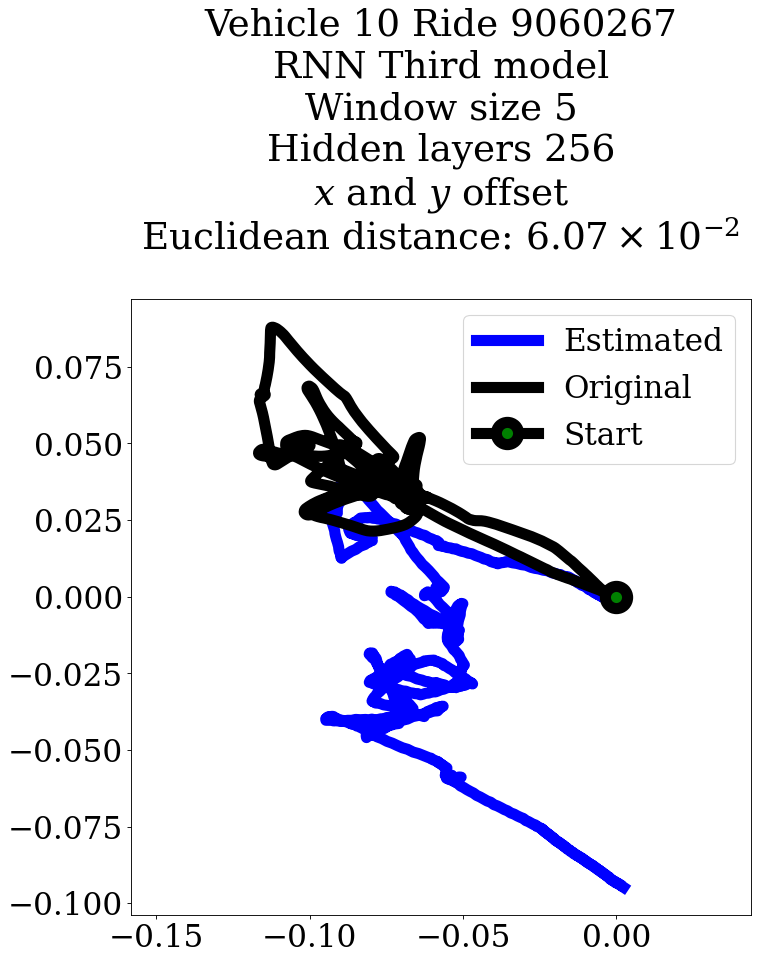 Vehicle 10 Ride 9060267
RNN Third model
Window size 5
Hidden layers 256
x and y offset
Euclidean distance: 6.07 × 10⁻²
Estimated
Original
Start
0.075
0.050
0.025
0.000
−0.025
−0.050
−0.075
−0.100
−0.15 −0.10 −0.05 0.00